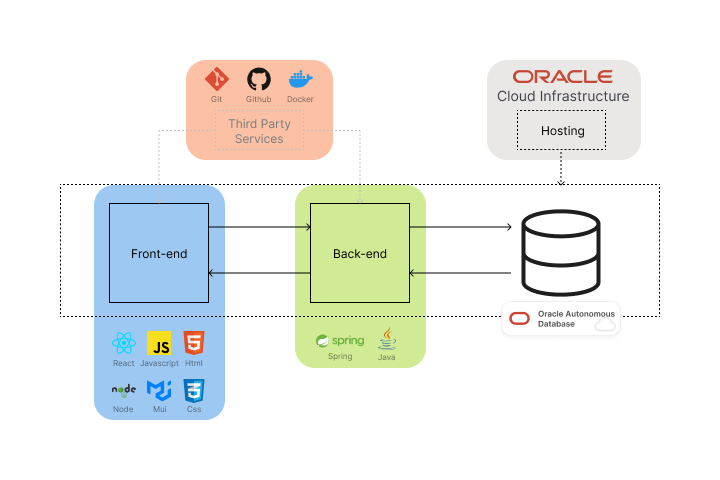 Git
Github
Docker
Third Party
Services
ORACLE
Cloud Infrastructure
Hosting
Front-end
Back-end
Oracle Autonomous
Database
React
JS
Javascript
Html
node
Node
Mui
Css
spring
Spring
Java